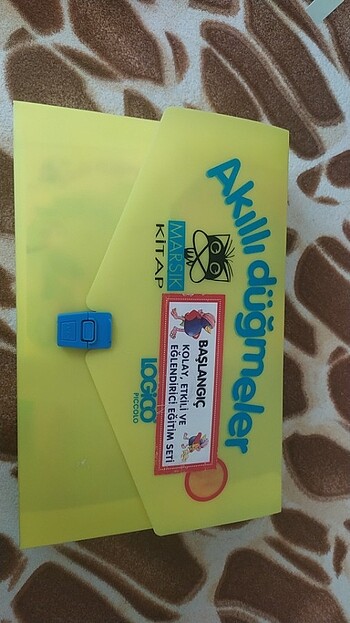 Akıllı düğmeler
MARSIK
KİTAP
BAŞLANGIÇ
KOLAY, ETKİLİ VE
EĞLENDİRİCİ EĞİTİM SETİ
LOGICO
PICCOLO